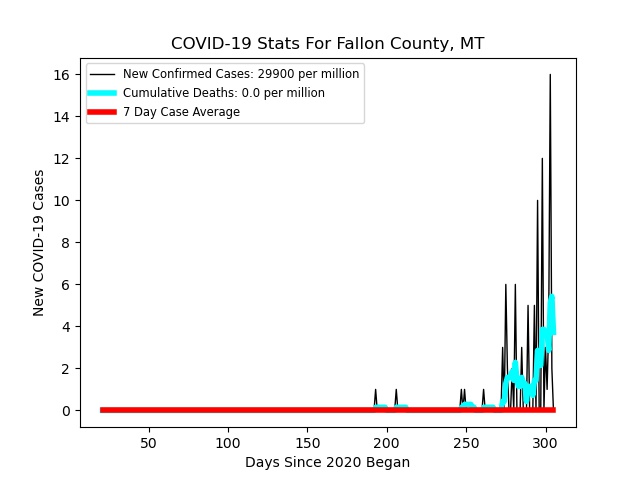 COVID-19 Stats For Fallon County, MT
New Confirmed Cases: 29900 per million
Cumulative Deaths: 0.0 per million
7 Day Case Average
New COVID-19 Cases
16
14
12
10
8
6
4
2
0
50 100 150 200 250 300
Days Since 2020 Began